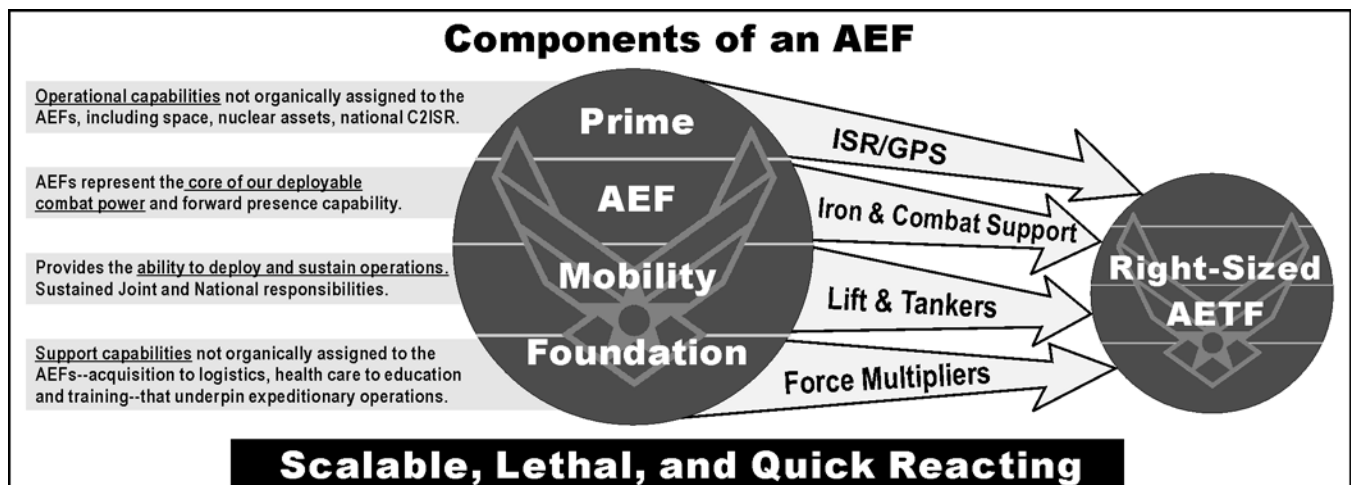 Components of an AEF
Operational capabilities not organically assigned to the
AEFs, including space, nuclear assets, national C2ISR.
AEFs represent the core of our deployable
combat power and forward presence capability.
Provides the ability to deploy and sustain operations.
Sustained Joint and National responsibilities.
Support capabilities not organically assigned to the
AEFs--acquisition to logistics, health care to education
and training--that underpin expeditionary operations.
Prime
AEF
Mobility
Foundation
ISR/GPS
Iron & Combat Support
Lift & Tankers
Force Multipliers
Right-Sized
AETF
Scalable, Lethal, and Quick Reacting